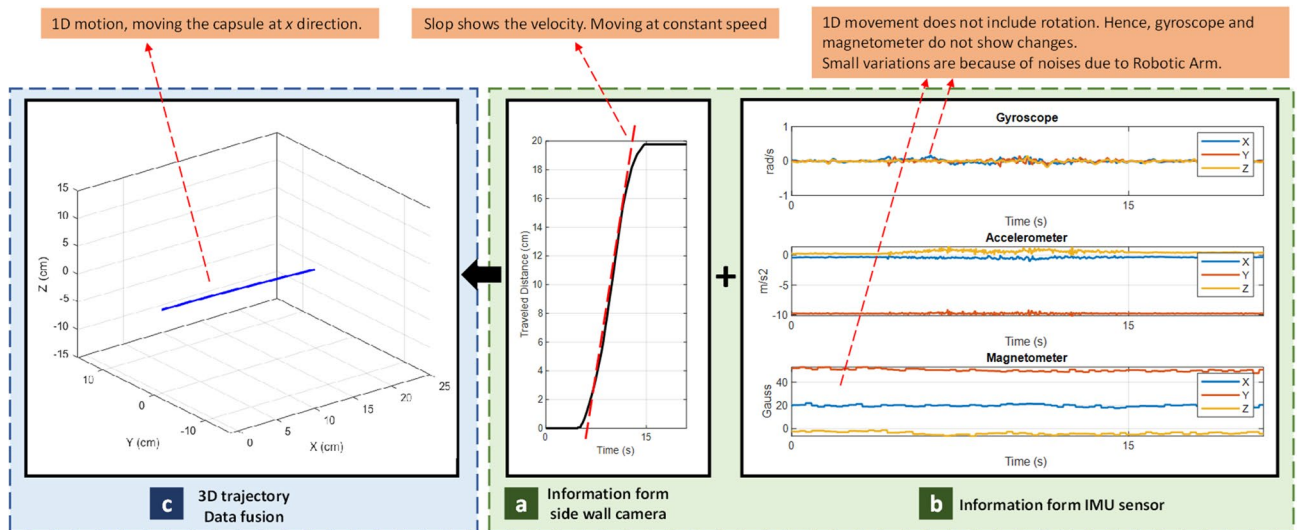 1D motion, moving the capsule at x direction.
Slop shows the velocity. Moving at constant speed
1D movement does not include rotation. Hence, gyroscope and
magnetometer do not show changes.
Small variations are because of noises due to Robotic Arm.
15
10
5
0
-5
-10
-15
Z (cm)
10
0
-10
Y (cm)
0
5
10
15
20
25
X (cm)
20
18
16
14
12
10
8
6
4
2
0
Traveled Distance (cm)
0
15
Time (s)
+
Gyroscope
1
0
-1
rad/s
X
Y
Z
0
15
Time (s)
Accelerometer
0
-5
-10
m/s2
X
Y
Z
0
15
Time (s)
Magnetometer
40
20
0
Gauss
X
Y
Z
0
15
Time (s)
c
3D trajectory
Data fusion
a
Information form
side wall camera
b
Information form IMU sensor